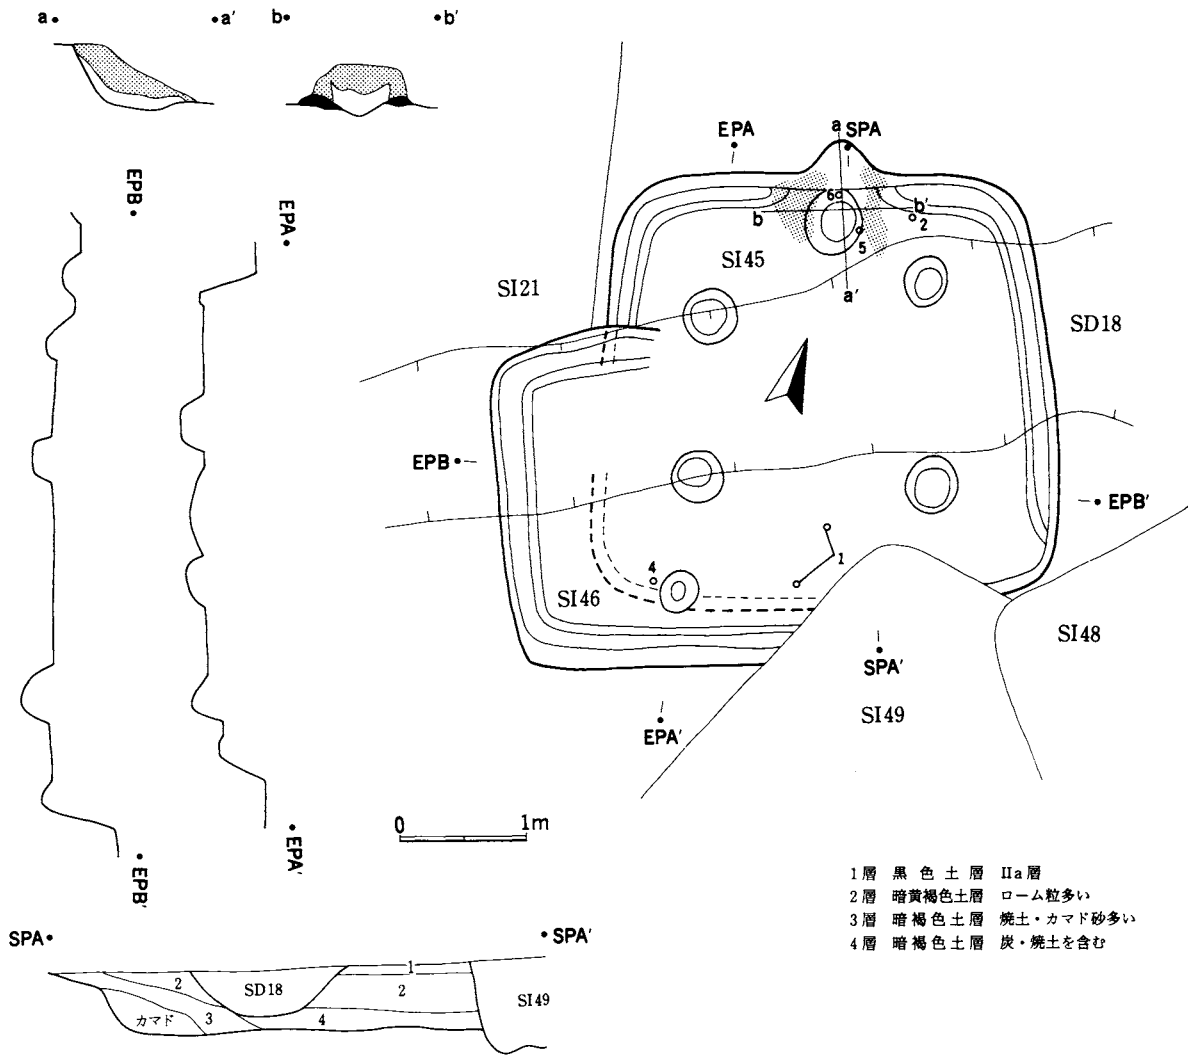 a a′ b b′
EPB
EPA
EPA a SPA
6 b b′ 2
5
SI45
SI21
a′
SD18
EPB EPB′
1
4
SI46
SI48
SPA′
SI49
EPA′
0 1m
EPA′
EPB′
1層 黒色土層 IIa層
2層 暗黄褐色土層 ローム粒多い
3層 暗褐色土層 焼土・カマド砂多い
4層 暗褐色土層 炭・焼土を含む
SPA SPA′
1
2 SD18 2
SI49
カマド 3 4